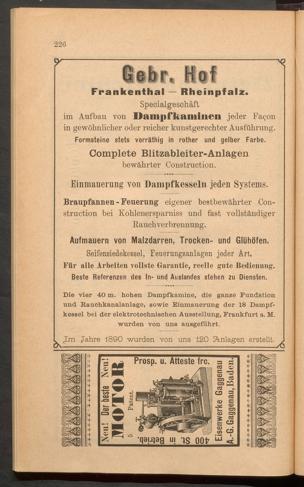 226
Gebr. Hof
Frankenthal — Rheinpfalz.
Specialgeschäft
im Aufbau von Dampfkaminen jeder Façon
in gewöhnlicher oder reicher kunstgerechter Ausführung.
Formsteine stets vorräthig in rother und gelber Farbe.
Complete Blitzableiter-Anlagen
bewährter Construction.
Einmauerung von Dampfkesseln jeden Systems.
Braupfannen-Feuerung eigener bestbewährter Con-
struction bei Kohlenersparniss und fast vollständiger
Rauchverbrennung.
Aufmauern von Malzdarren, Trocken- und Glühöfen.
Seifensiedekessel, Feuerungsanlagen jeder Art.
Für alle Arbeiten vollste Garantie, reelle gute Bedienung.
Beste Referenzen des In- und Auslandes stehen zu Diensten.
Die vier 40 m. hohen Dampfkamine, die ganze Fundation
und Rauchkanalanlage, sowie Einmauerung der 18 Dampf-
kessel bei der elektrotechnischen Ausstellung, Frankfurt a. M.
wurden von uns ausgeführt.
Im Jahre 1890 wurden von uns 120 Anlagen erstellt.
Neu! Der beste Neu!
MOTOR
Patent.
Prosp. u. Atteste frc.
400 St. in Betrieb.
Eisenwerke Gaggenau
A.-G. Gaggenau, Baden.